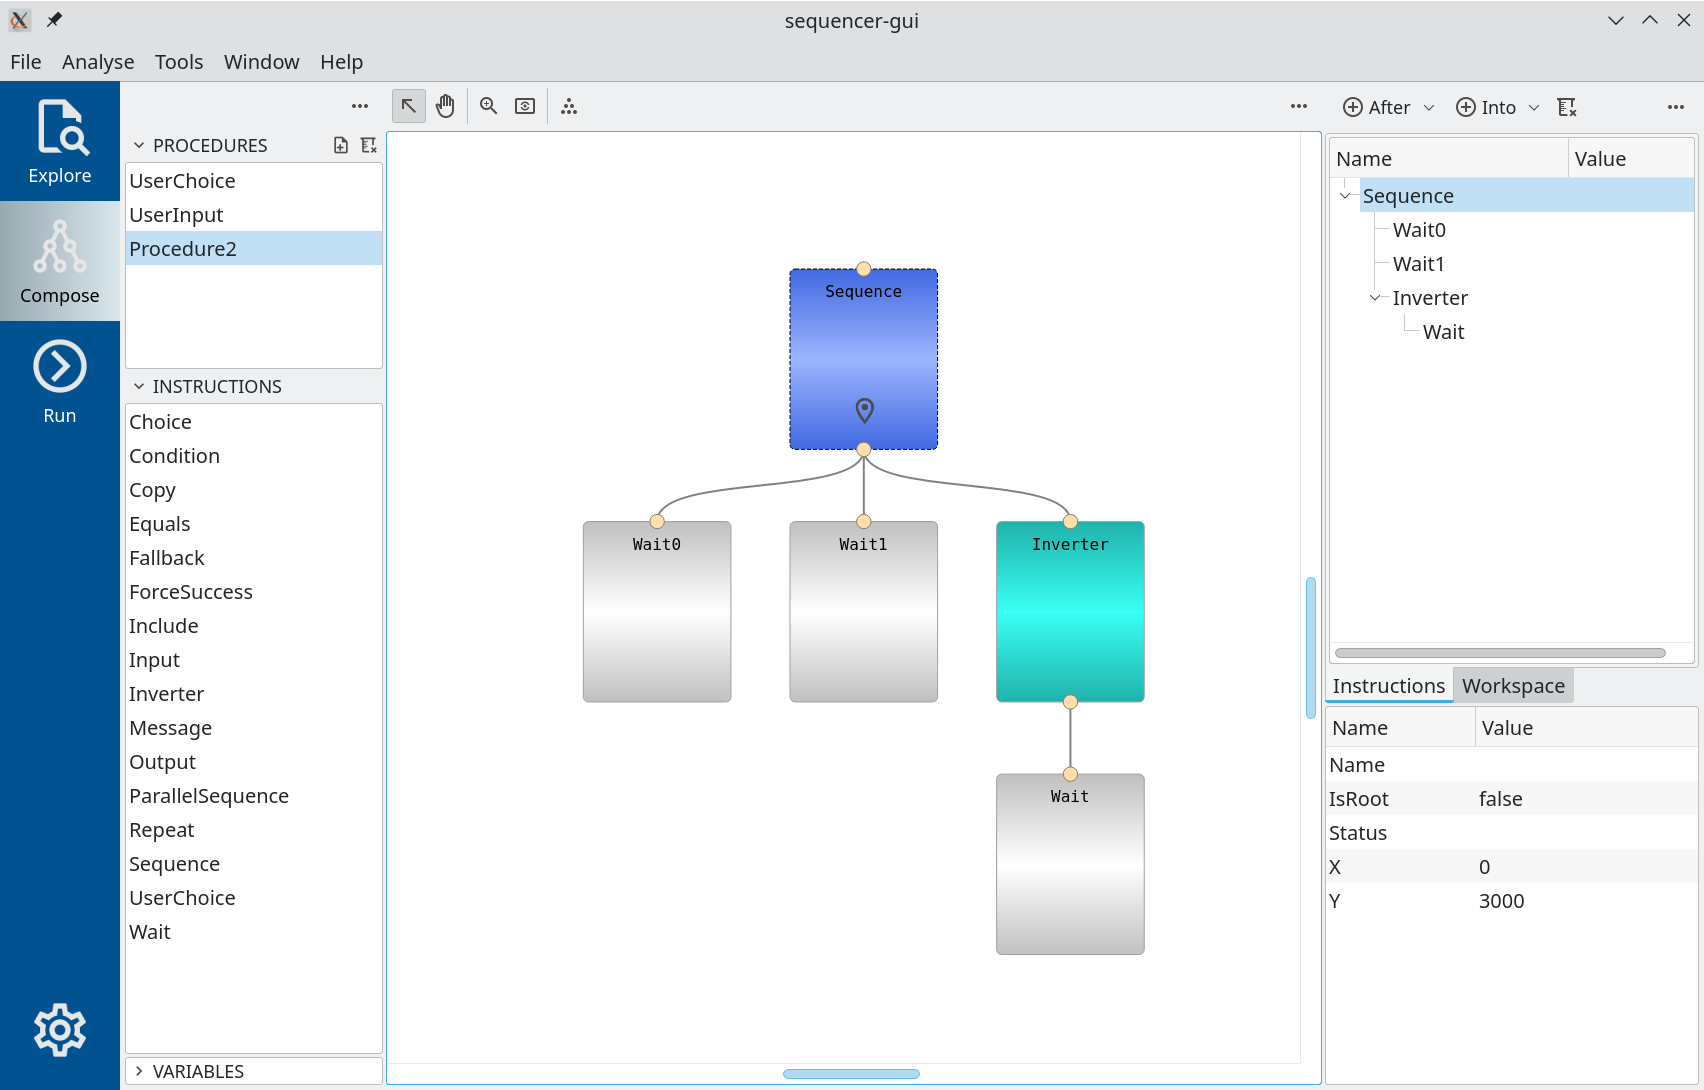 sequencer-gui
File Analyse Tools Window Help
Explore
Compose
Run
PROCEDURES
UserChoice
UserInput
Procedure2
INSTRUCTIONS
Choice
Condition
Copy
Equals
Fallback
ForceSuccess
Include
Input
Inverter
Message
Output
ParallelSequence
Repeat
Sequence
UserChoice
Wait
VARIABLES
Sequence
Wait0 Wait1 Inverter
Wait
After Into
Name Value
Sequence
Wait0
Wait1
Inverter
Wait
Instructions Workspace
Name Value
Name
IsRoot false
Status
X 0
Y 3000